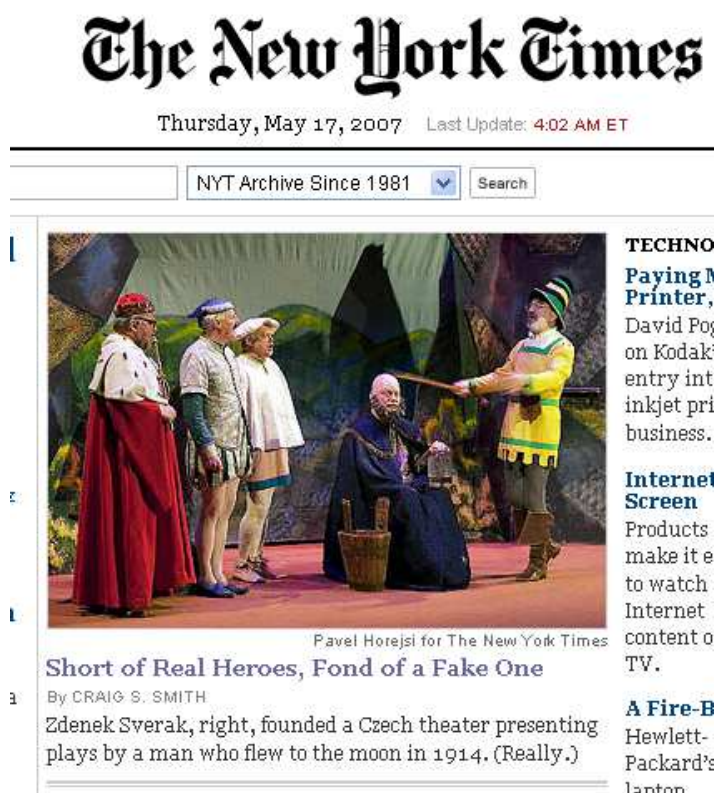 The New York Times
Thursday, May 17, 2007 Last Update: 4:02 AM ET
NYT Archive Since 1981 Search
Pavel Horejsi for The New York Times
Short of Real Heroes, Fond of a Fake One
By CRAIG S. SMITH
Zdenek Sverak, right, founded a Czech theater presenting
plays by a man who flew to the moon in 1914. (Really.)
TECHNO
Paying
Printer,
David Pog
on Kodak'
entry int
inkjet pri
business.
Internet
Screen
Products
make it e
to watch
Internet
content o
TV.
A Fire-B
Hewlett-
Packard's
laptop